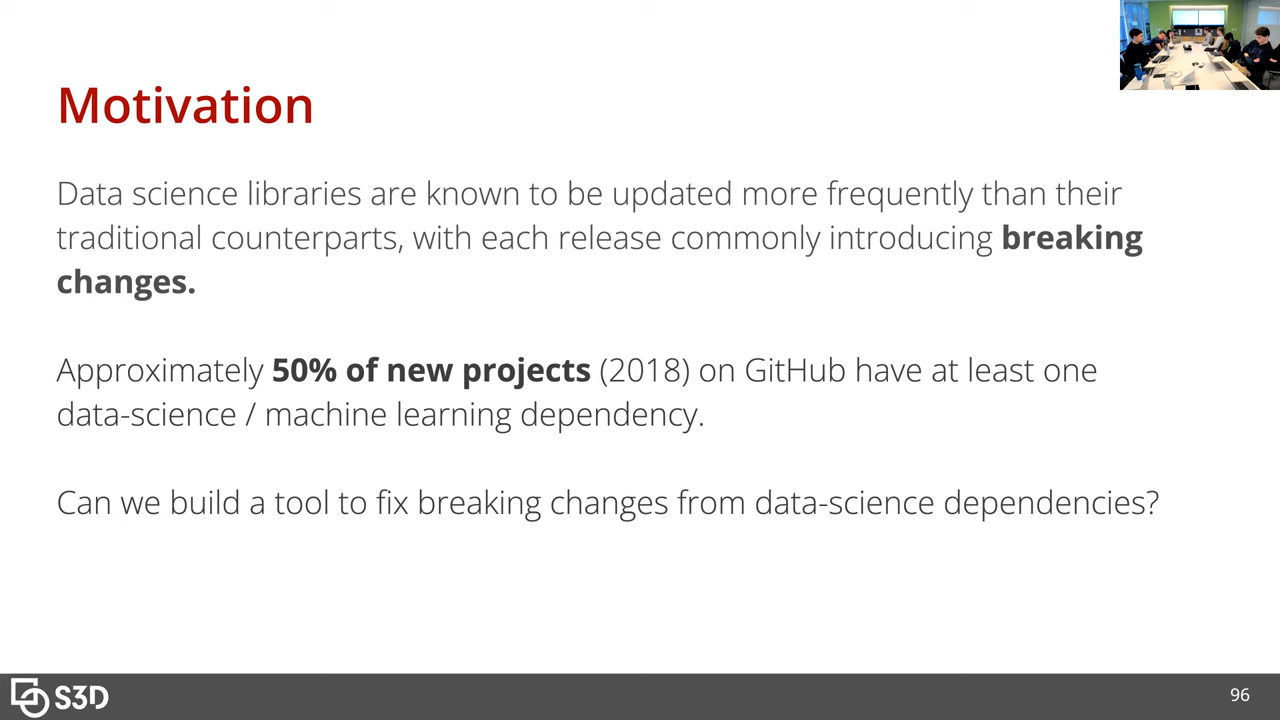 Motivation
Data science libraries are known to be updated more frequently than their
traditional counterparts, with each release commonly introducing breaking
changes.
Approximately 50% of new projects (2018) on GitHub have at least one
data-science / machine learning dependency.
Can we build a tool to fix breaking changes from data-science dependencies?
S3D
96